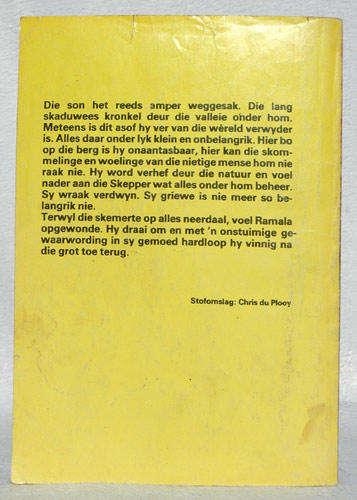 Die son het reeds amper weggesak. Die lang
skaduwees kronkel deur die valleie onder hom.
Meteens is dit asof hy ver van die wêreld verwyder
is. Alles daar onder lyk klein en onbelangrik. Hier bo
op die berg is hy onaantasbaar, hier kan die skom-
melinge en woelinge van die nietige mense hom nie
raak nie. Hy word verhef deur die natuur en voel
nader aan die Skepper wat alles onder hom beheer.
Sy wraak verdwyn. Sy griewe is nie meer so be-
langrik nie.
Terwyl die skemerte op alles neerdaal, voel Ramala
opgewonde. Hy draai om en met 'n onstuimige ge-
waarwording in sy gemoed hardloop hy vinnig na
die grot toe terug.
Stofomslag: Chris du Plooy